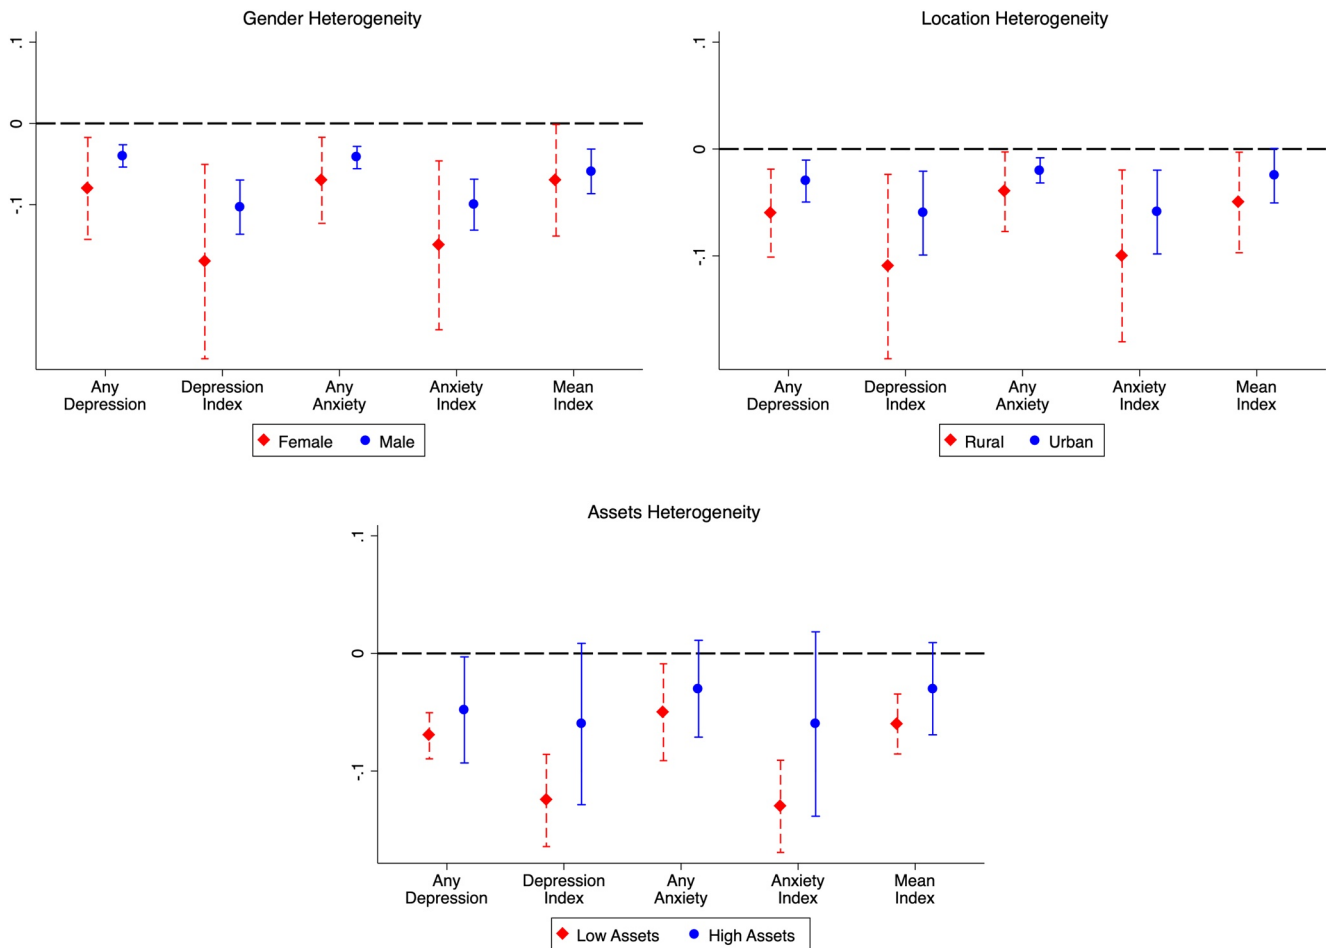 Gender Heterogeneity
.1
0
-.1
Any Depression
Depression Index
Any Anxiety
Anxiety Index
Mean Index
Female Male
Location Heterogeneity
.1
0
-.1
Any Depression
Depression Index
Any Anxiety
Anxiety Index
Mean Index
Rural Urban
Assets Heterogeneity
.1
0
-.1
Any Depression
Depression Index
Any Anxiety
Anxiety Index
Mean Index
Low Assets High Assets